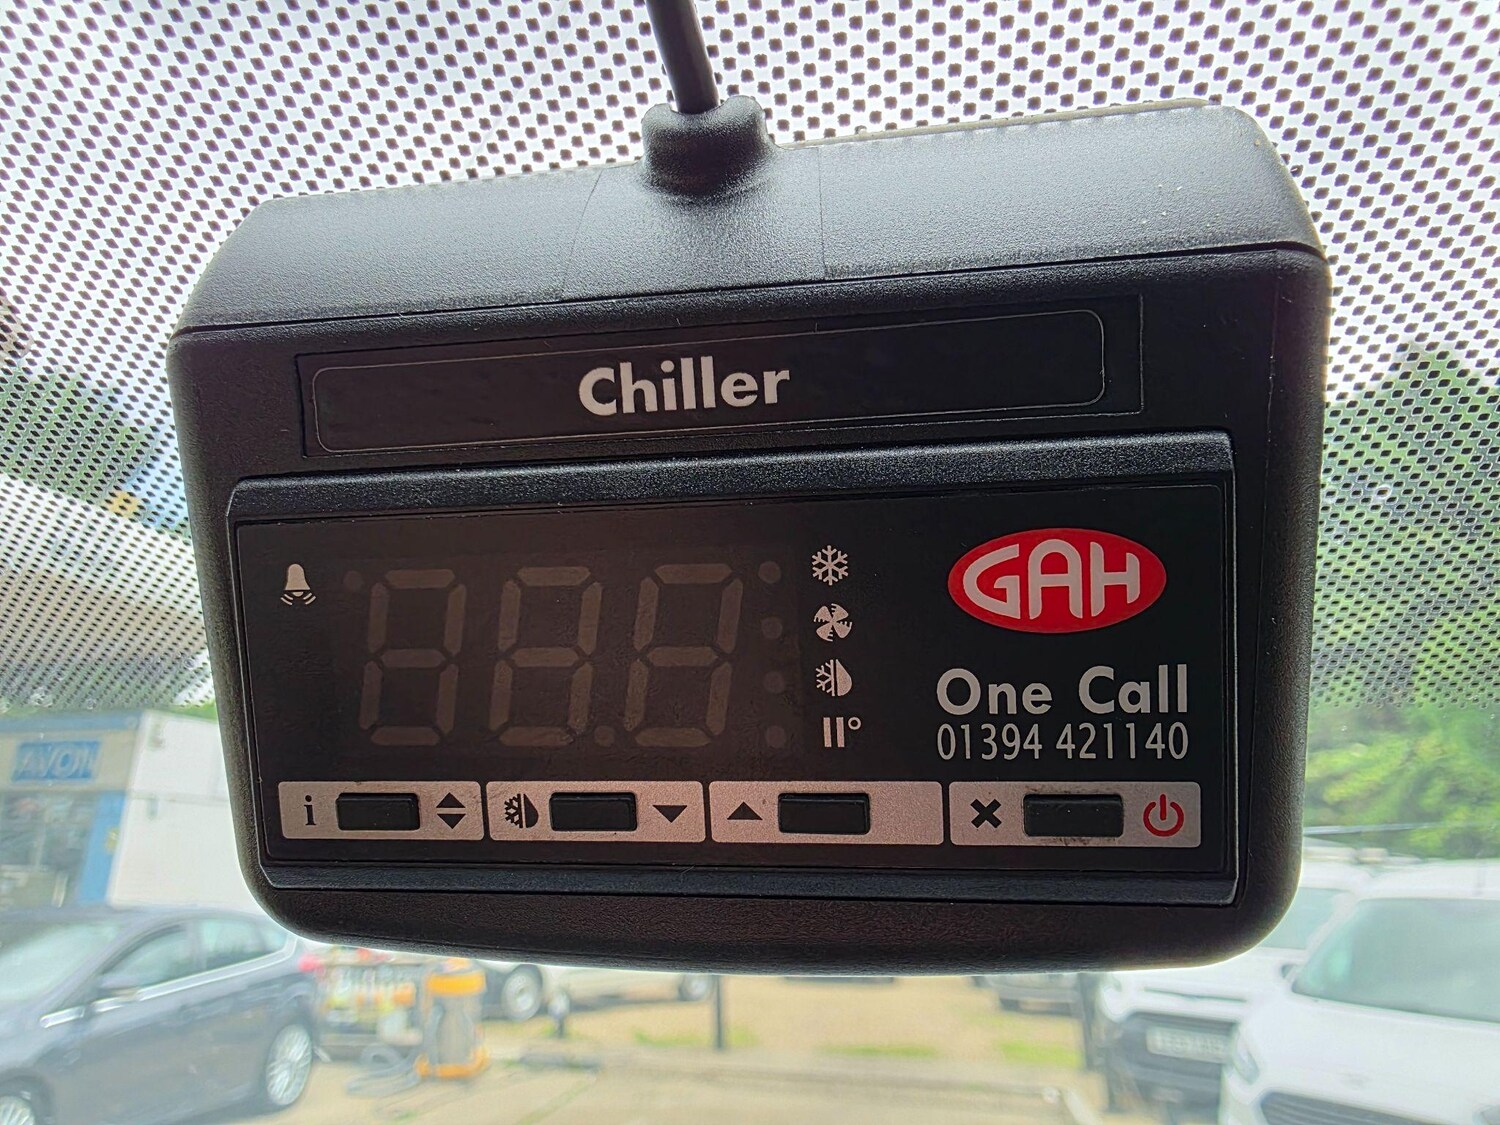 Chiller
GAH
One Call
01394 421140
i
AVON